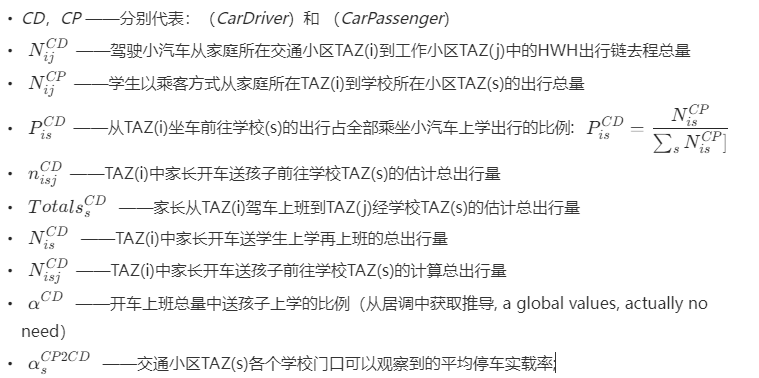 • CD，CP ——分别代表：（CarDriver）和 （CarPassenger）
• N_{ij}^{CD} ——驾驶小汽车从家庭所在交通小区TAZ(i)到工作小区TAZ(j)中的HWH出行链去程总量
• N_{ij}^{CP} ——学生以乘客方式从家庭所在TAZ(i)到学校所在小区TAZ(s)的出行总量
• P_{is}^{CD} ——从TAZ(i)坐车前往学校(s)的出行占全部乘坐小汽车上学出行的比例: P_{is}^{CD} = \frac{N_{is}^{CP}}{\sum_s N_{is}^{CP}]}
• n_{isj}^{CD} ——TAZ(i)中家长开车送孩子前往学校TAZ(s)的估计总出行量
• Totals_s^{CD} ——家长从TAZ(i)驾车上班到TAZ(j)经学校TAZ(s)的估计总出行量
• N_{is}^{CD} ——TAZ(i)中家长开车送学生上学再上班的总出行量
• N_{isj}^{CD} ——TAZ(i)中家长开车送孩子前往学校TAZ(s)的计算总出行量
• α^{CD} ——开车上班总量中送孩子上学的比例（从居调中获取推导, a global values, actually no
need）
• α_s^{CP2CD} ——交通小区TAZ(s)各个学校门口可以观察到的平均停车实载率;